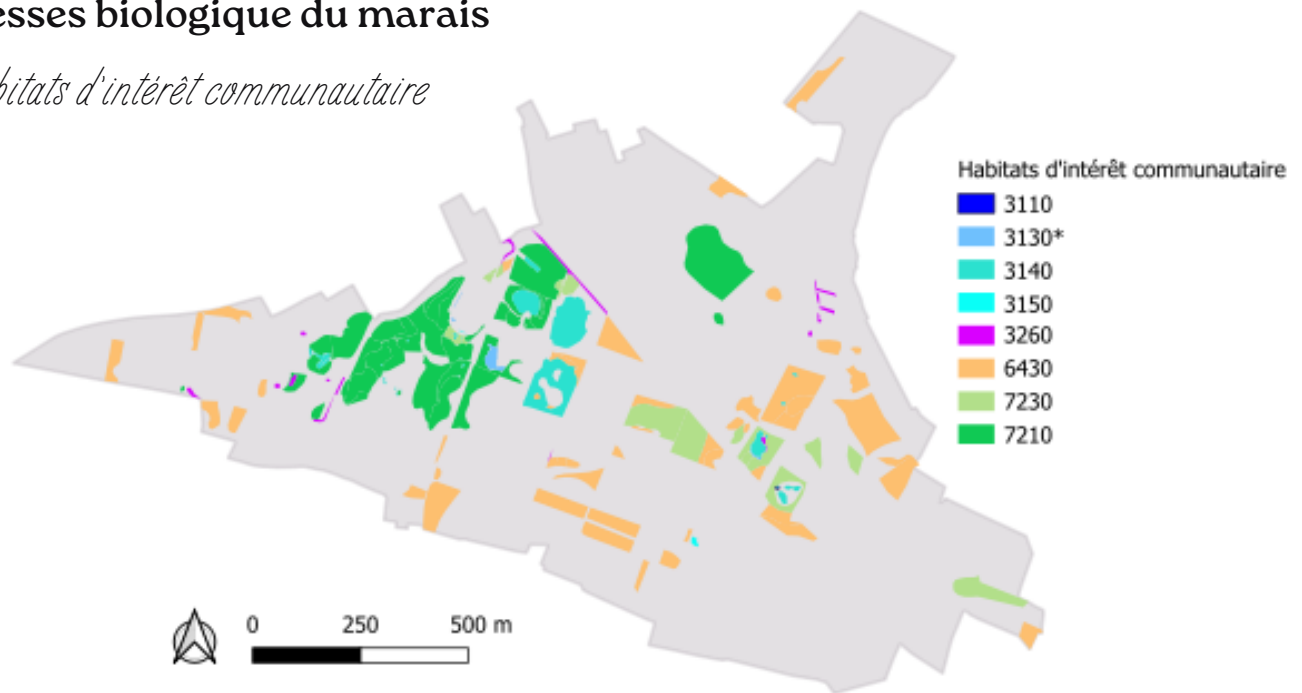 esses biologique du marais
bitats d'intérêt communautaire
Habitats d'intérêt communautaire
3110
3130*
3140
3150
3260
6430
7230
7210
0 250 500 m